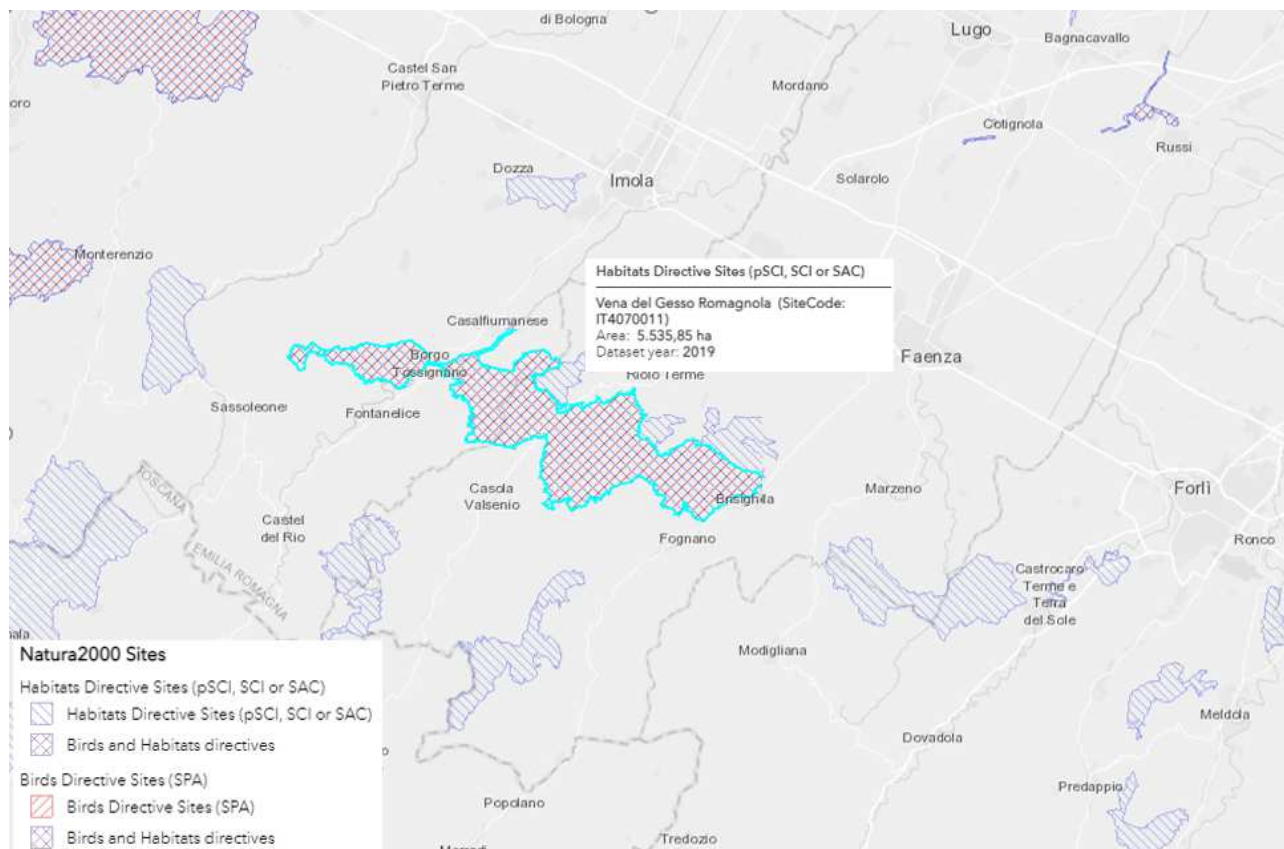 di Bologna
Lugo
Bagnacavallo
Castel San
Pietro Terme
Mordano
oro
Cotignola
Russi
Dozza
Imola
Solarolo
Monterenzio
Habitats Directive Sites (pSCI, SCI or SAC)
Vena del Gesso Romagnola (SiteCode:
IT4070011)
Area: 5.535,85 ha
Dataset year: 2019
Casalfiumanese
Borgo
Tossignano
Faenza
Riolo Terme
Sassoleone
Fontanelice
TOSCANA
EMILIA ROMAGNA
Casola
Valsenio
Brisighella
Marzeno
Forlì
Castel
del Rio
Fognano
Ronco
Castrocaro
Terme e
Terra
del Sole
nala
Modigliana
Natura2000 Sites
Habitats Directive Sites (pSCI, SCI or SAC)
Habitats Directive Sites (pSCI, SCI or SAC)
Birds and Habitats directives
Birds Directive Sites (SPA)
Birds Directive Sites (SPA)
Birds and Habitats directives
Meldola
Dovadola
Predappio
Popolano
Tredozio